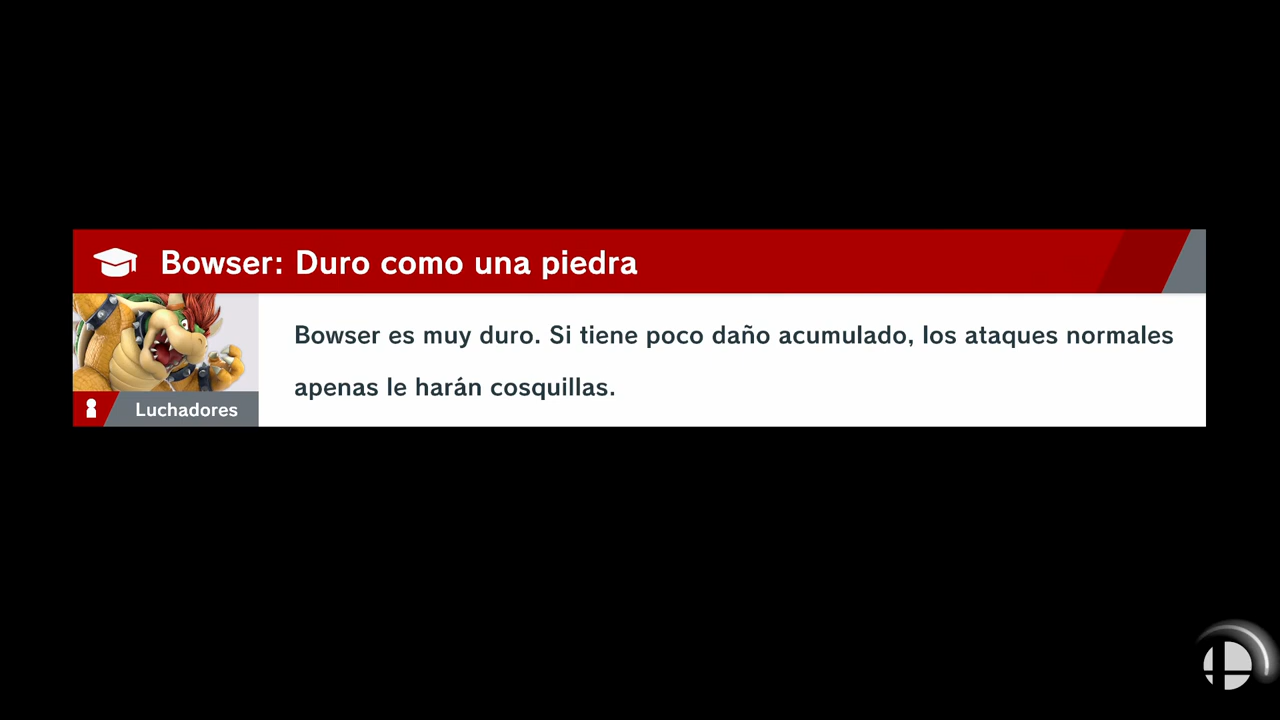 Bowser: Duro como una piedra
Bowser es muy duro. Si tiene poco daño acumulado, los ataques normales
apenas le harán cosquillas.
Luchadores